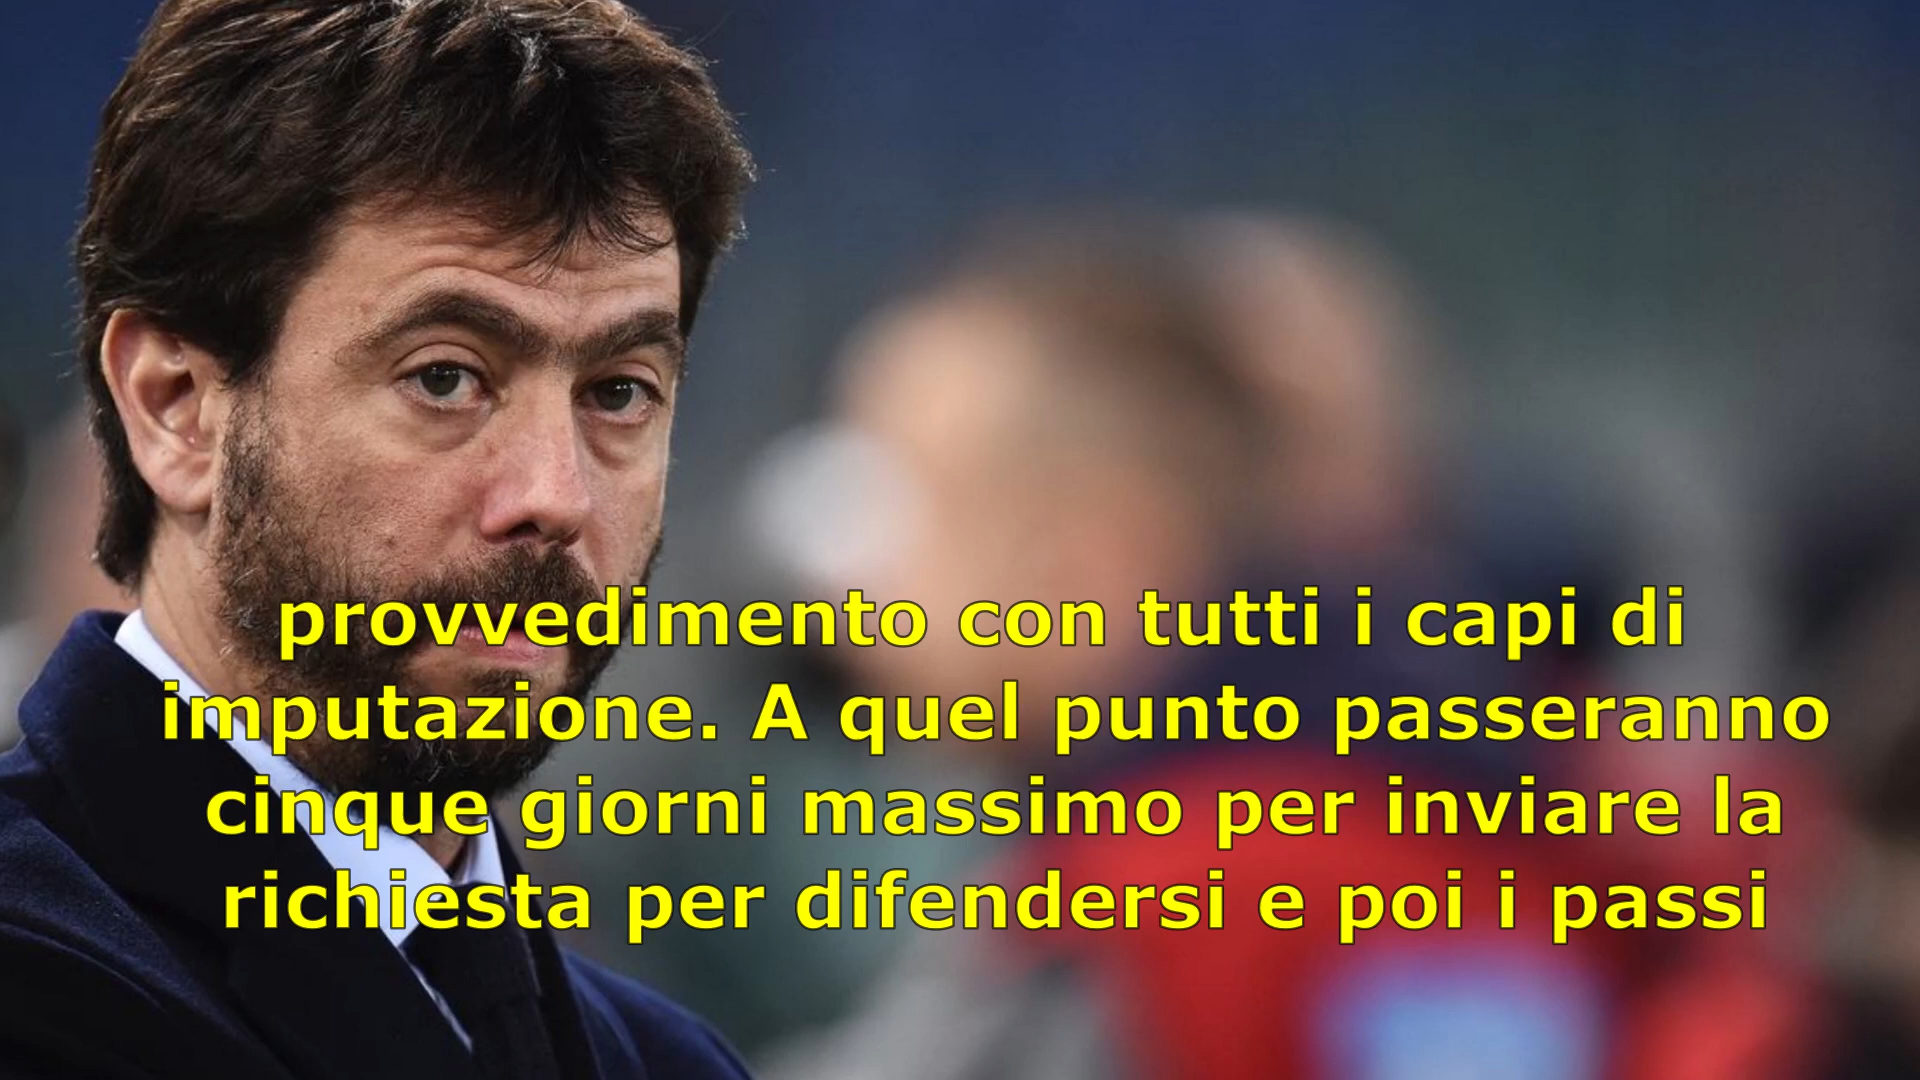 provvedimento con tutti i capi di
imputazione. A quel punto passeranno
cinque giorni massimo per inviare la
richiesta per difendersi e poi i passi